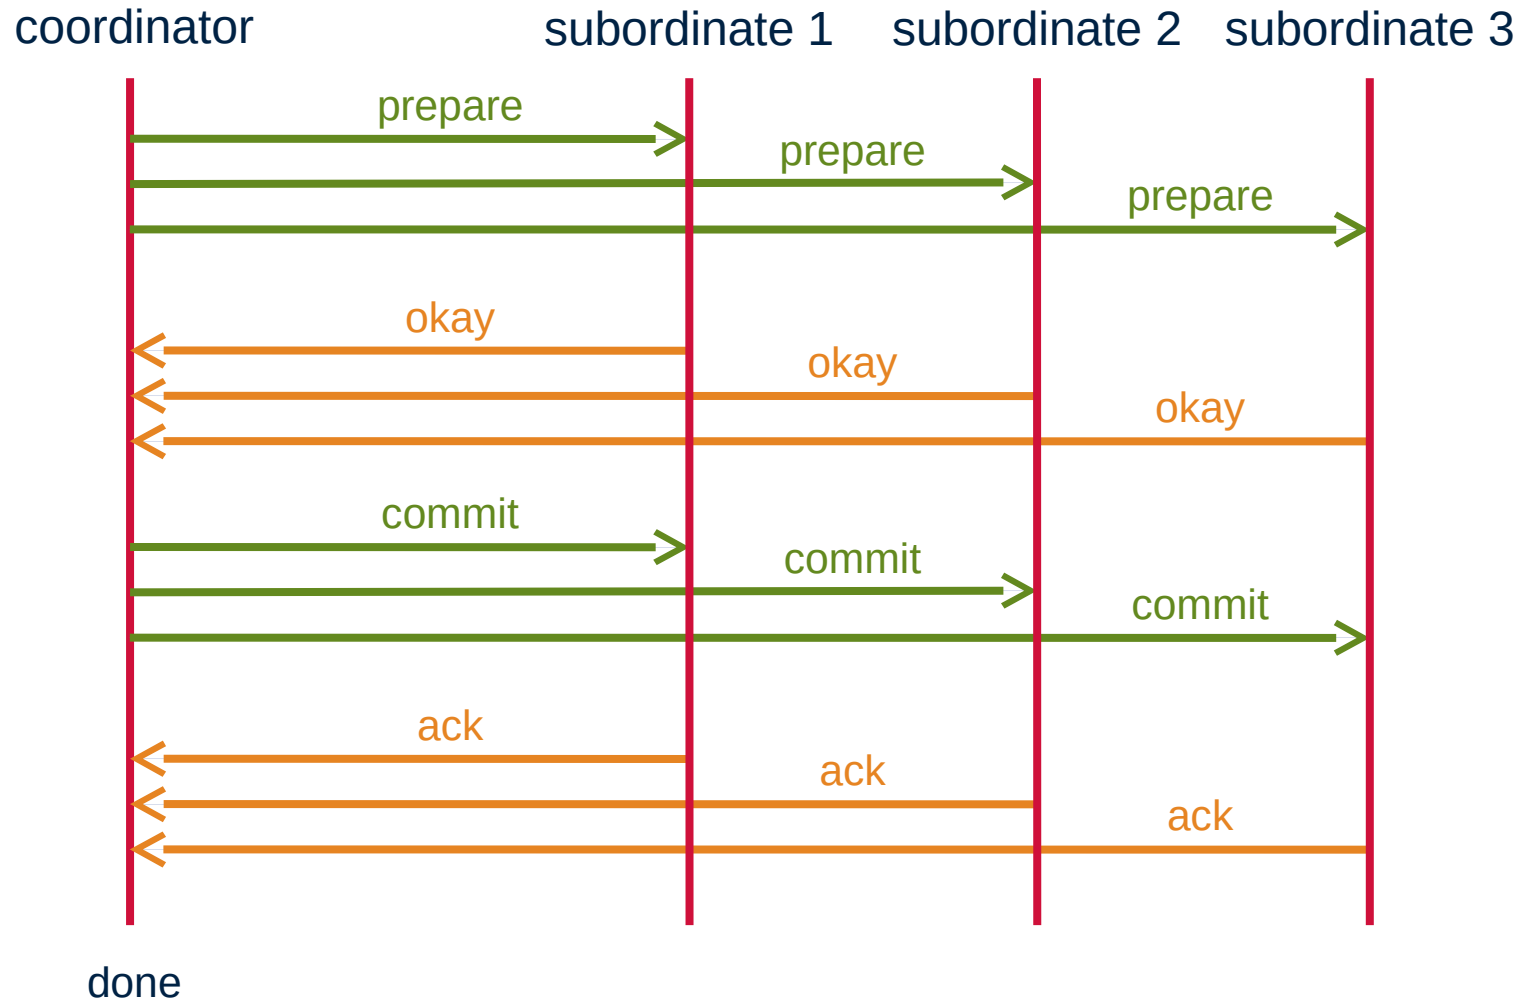 coordinator
subordinate 1
subordinate 2
subordinate 3
prepare
prepare
prepare
okay
okay
okay
commit
commit
commit
ack
ack
ack
done